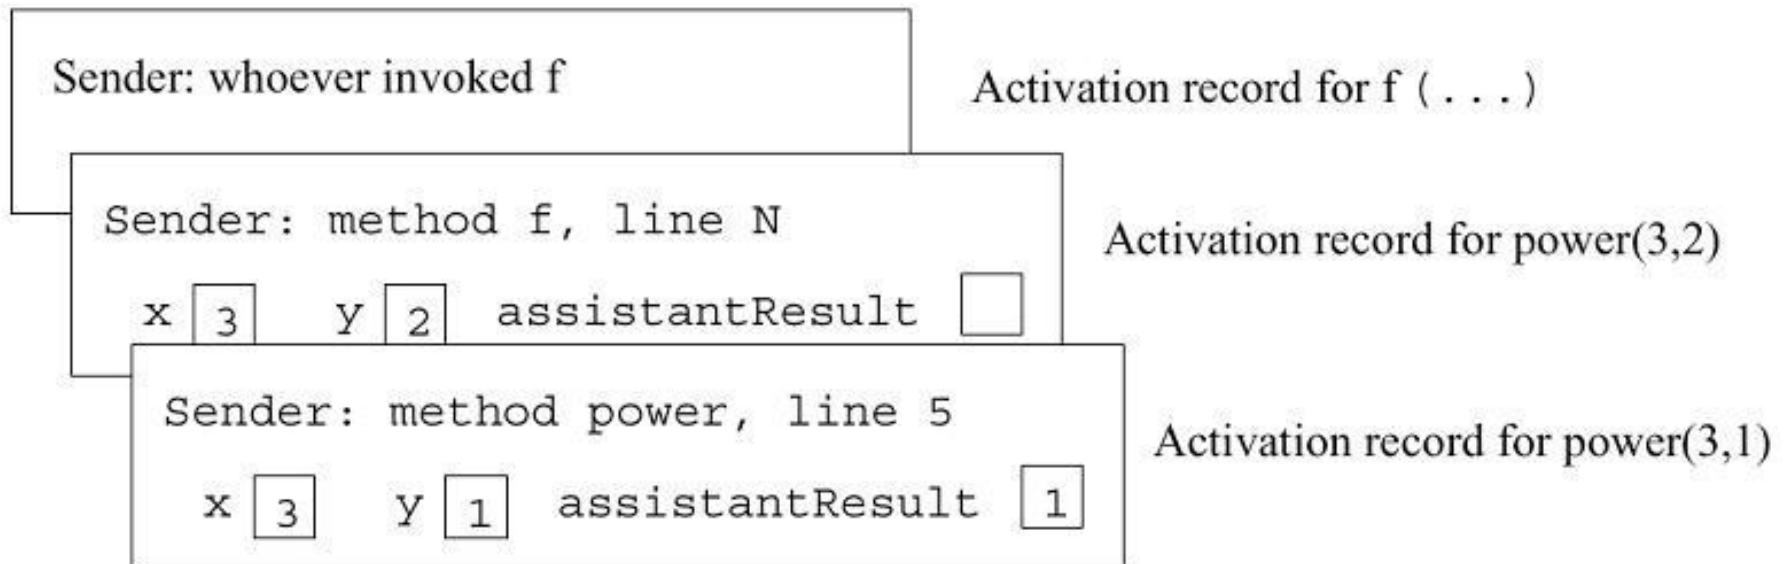 Sender: whoever invoked f
Activation record for f (...)
Sender: method f, line N
Activation record for power(3,2)
x 3 y 2 assistantResult
Sender: method power, line 5
Activation record for power(3,1)
x 3 y 1 assistantResult 1